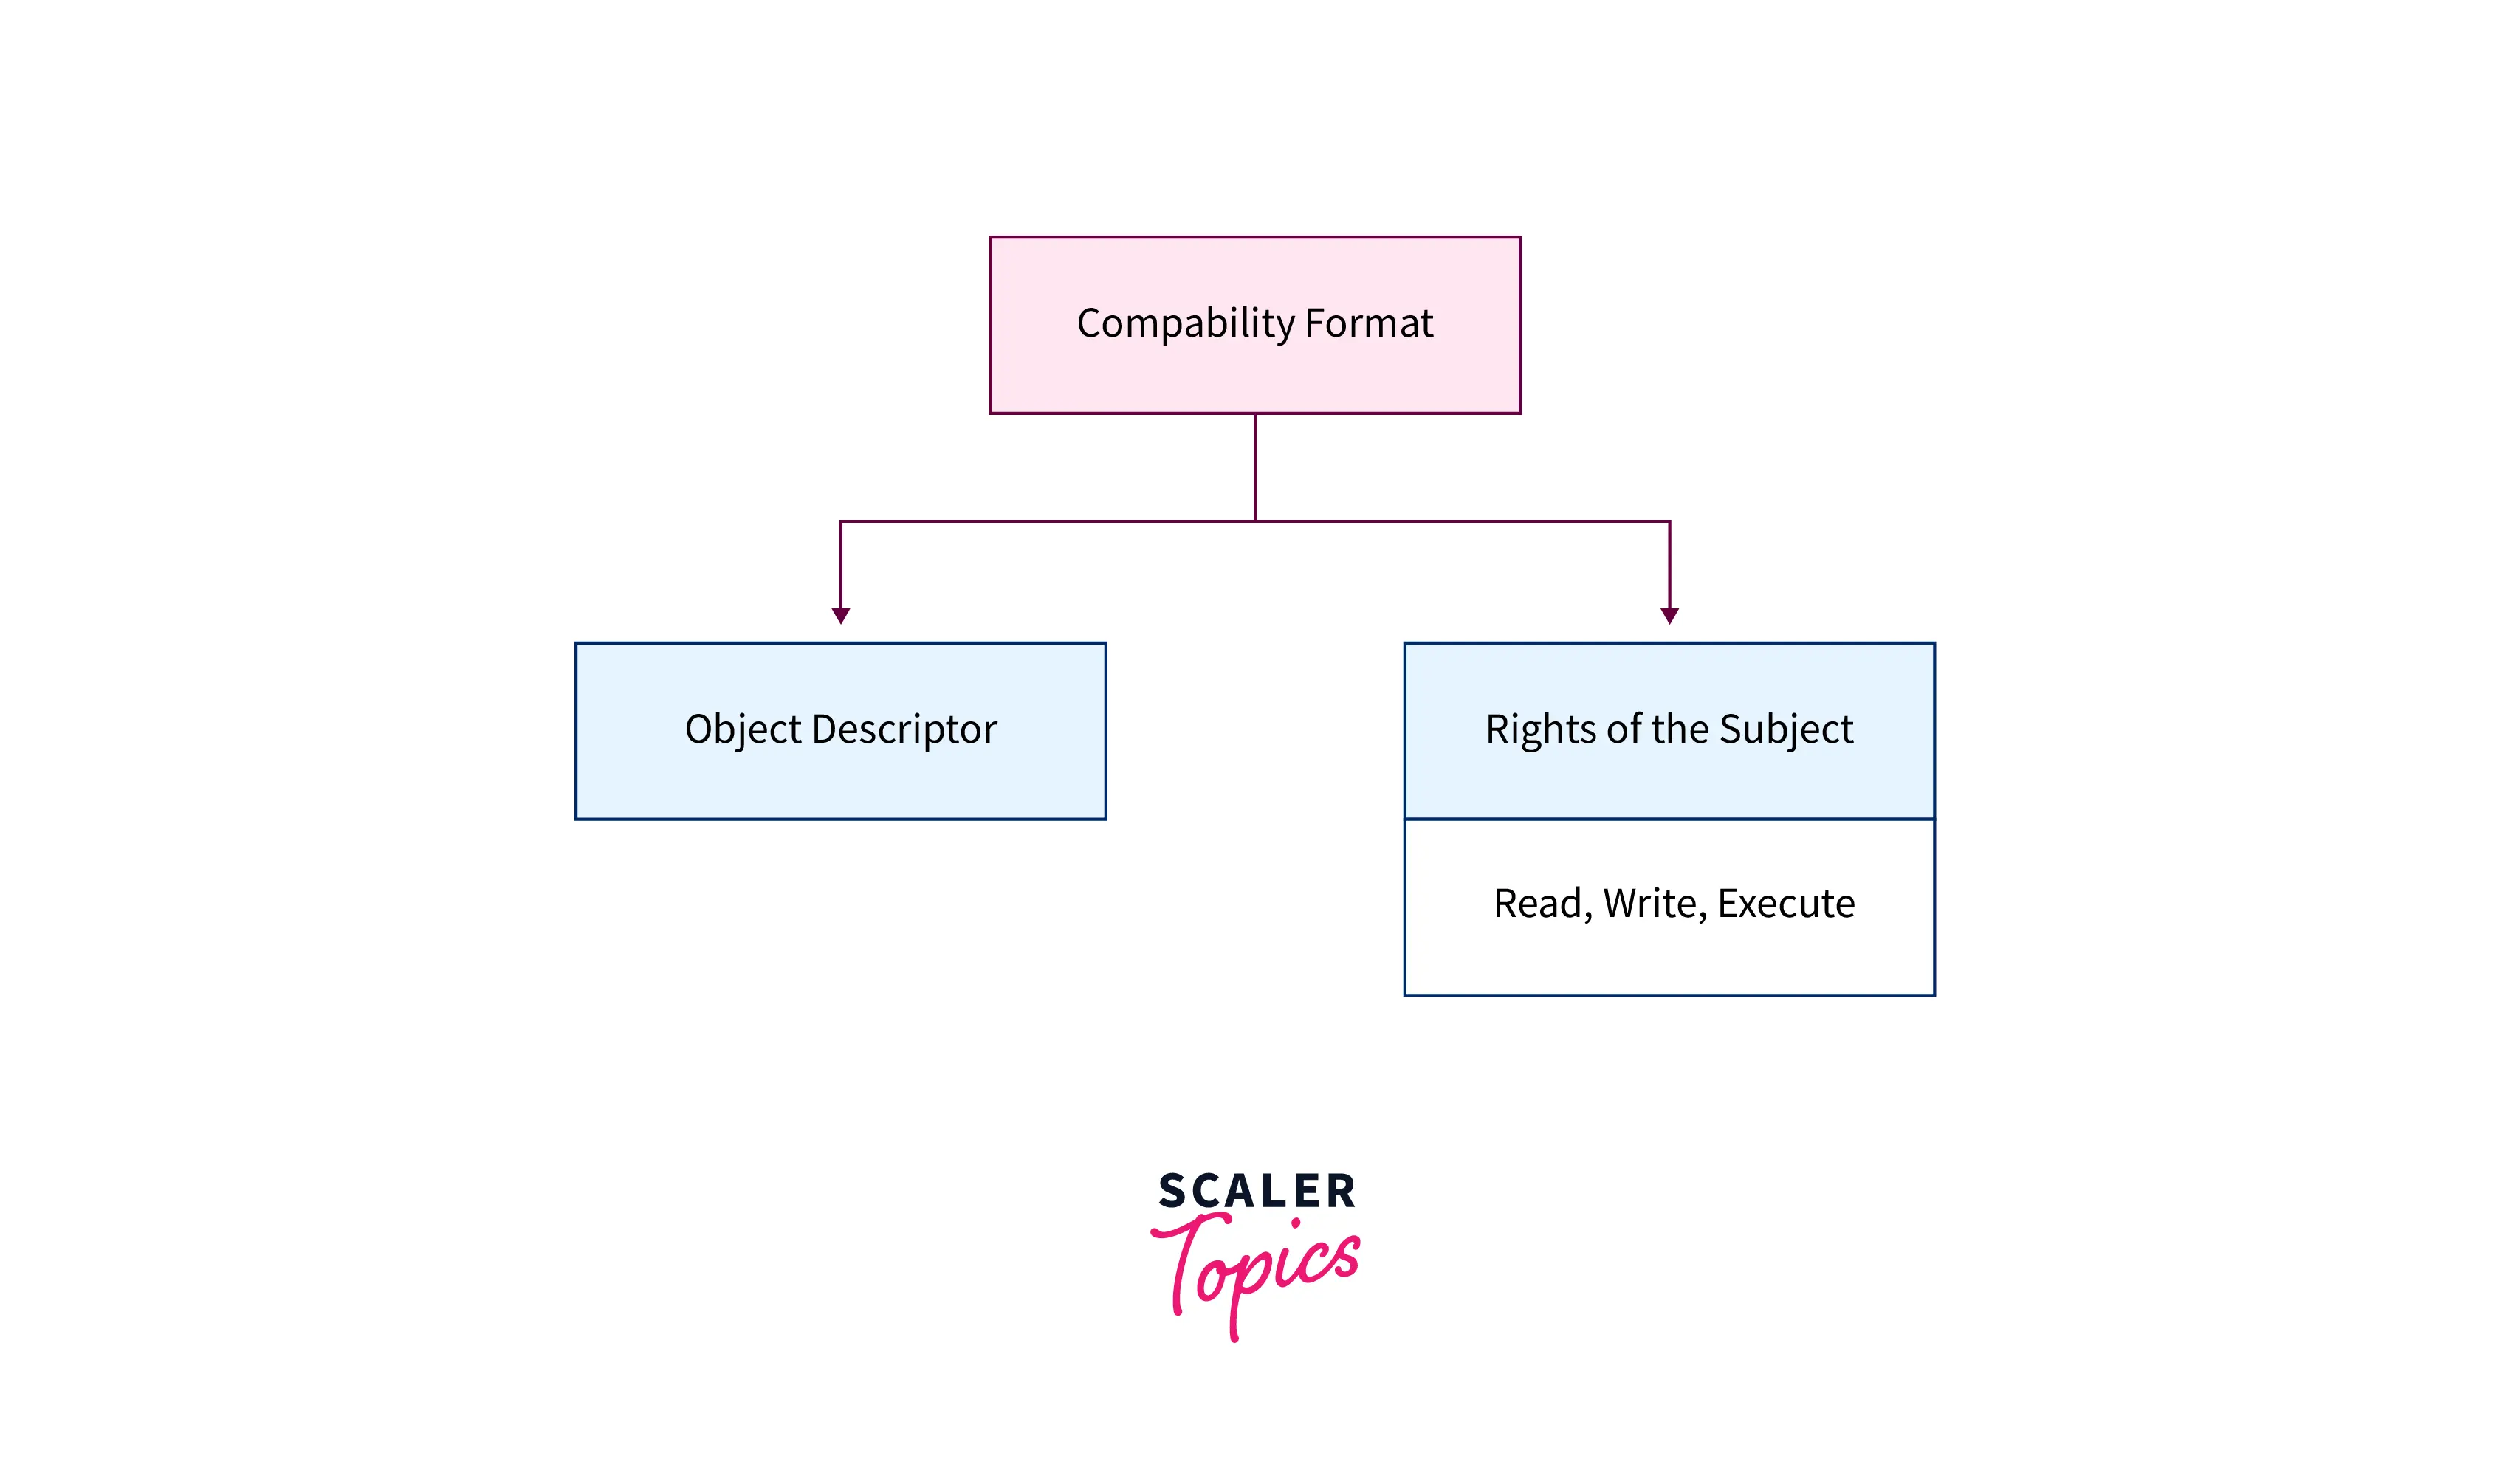 Compability Format
Object Descriptor
Rights of the Subject
Read, Write, Execute
SCALER
Topics